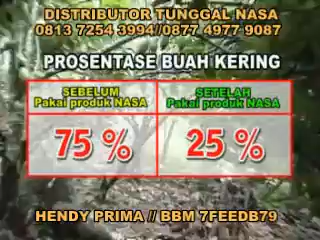 DISTRIBUTOR TUNGGAL NASA
0813 7254 3994//0877 4977 9087
PROSENTASE BUAH KERING
SEBELUM
Pakai produk NASA
SETELAH
Pakai produk NASA
75 %
25 %
HENDY PRIMA // BBM 7FEEDB79